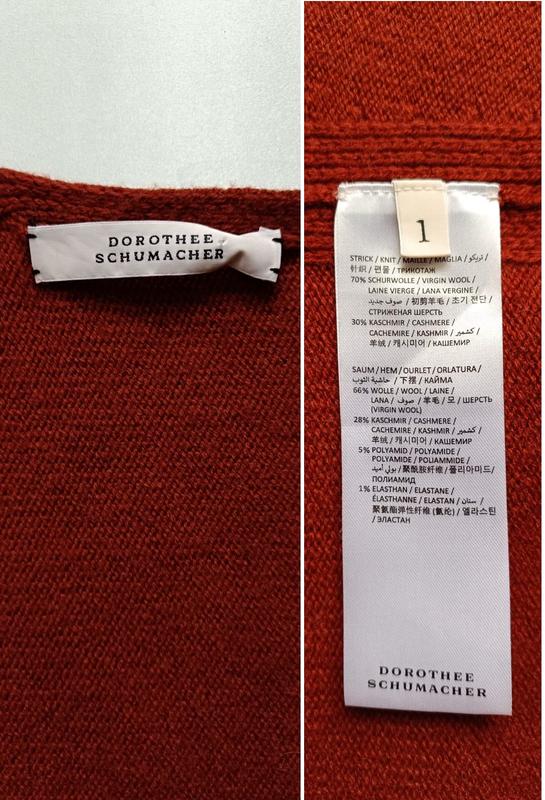 DOROTHEE
SCHUMACHER
1
STRICK / KNIT / MAILLE / MAGLIA / تريكو /
针织 / 편물 / ТРИКОТАЖ
70% SCHURWOLLE / VIRGIN WOOL /
LAINE VIERGE / LANA VERGINE /
صوف جديد / 初剪羊毛 / 초기 전단 /
СТРИЖЕНАЯ ШЕРСТЬ
30% KASCHMIR / CASHMERE /
CACHEMIRE / KASHMIR / كشمير /
羊绒 / 캐시미어 / КАШЕМИР
SAUM / HEM / OURLET / ORLATURA /
حاشية الثوب / 下摆 / КАЙМА
66% WOLLE / WOOL / LAINE /
LANA / صوف / 羊毛 / 모 / ШЕРСТЬ
(VIRGIN WOOL)
28% KASCHMIR / CASHMERE /
CACHEMIRE / KASHMIR / كشمير /
羊绒 / 캐시미어 / КАШЕМИР
5% POLYAMID / POLYAMIDE /
POLYAMIDE / POLIAMMIDE /
بولي أميد / 聚酰胺纤维 / 폴리아미드 /
ПОЛИАМИД
1% ELASTHAN / ELASTANE /
ÉLASTHANNE / ELASTAN / ستان /
聚氨酯弹性纤维 (氨纶) / 엘라스틴
/ ЭЛАСТАН
DOROTHEE
SCHUMACHER